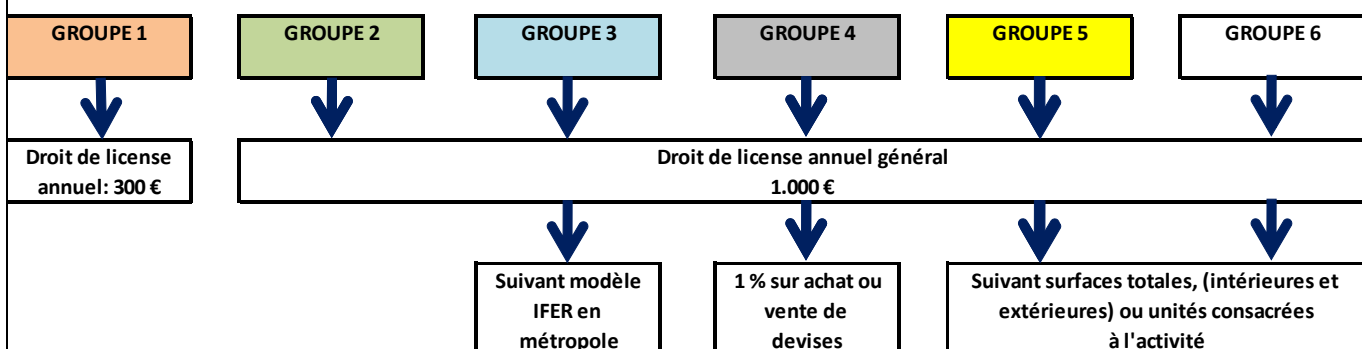 GROUPE 1
GROUPE 2
GROUPE 3
GROUPE 4
GROUPE 5
GROUPE 6
Droit de license
annuel: 300 €
Droit de license annuel général
1.000 €
Suivant modèle
IFER en
métropole
1 % sur achat ou
vente de
devises
Suivant surfaces totales, (intérieures et
extérieures) ou unités consacrées
à l'activité